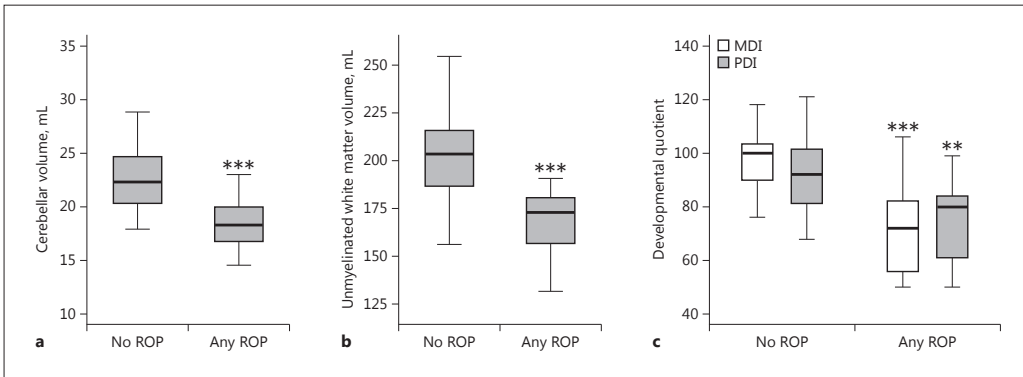 35
30
25
20
15
10
Cerebellar volume, mL
***
No ROP
Any ROP
a
250
225
200
175
150
125
Unmyelinated white matter volume, mL
***
No ROP
Any ROP
b
140
120
100
80
60
40
Developmental quotient
MDI
PDI
***
**
No ROP
Any ROP
c